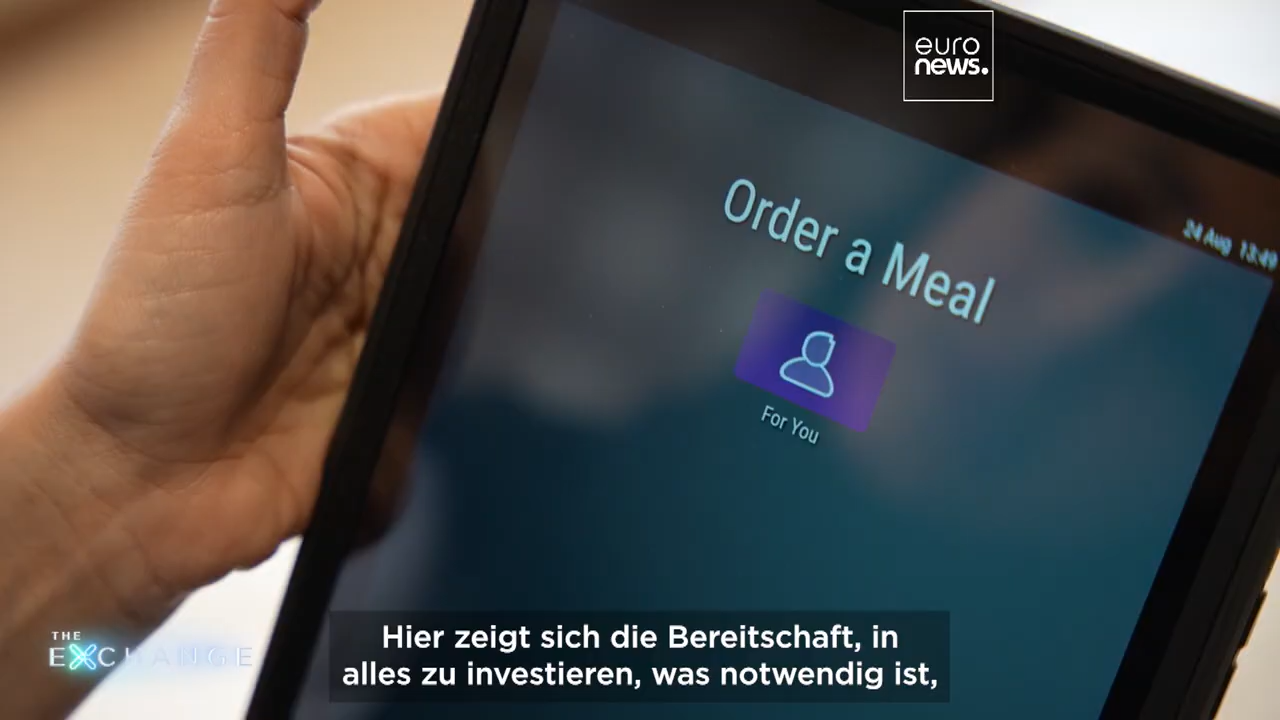 euro
news.
Order a Meal
24 Aug 13:49
For You
THE
EXCHANGE
Hier zeigt sich die Bereitschaft, in
alles zu investieren, was notwendig ist,